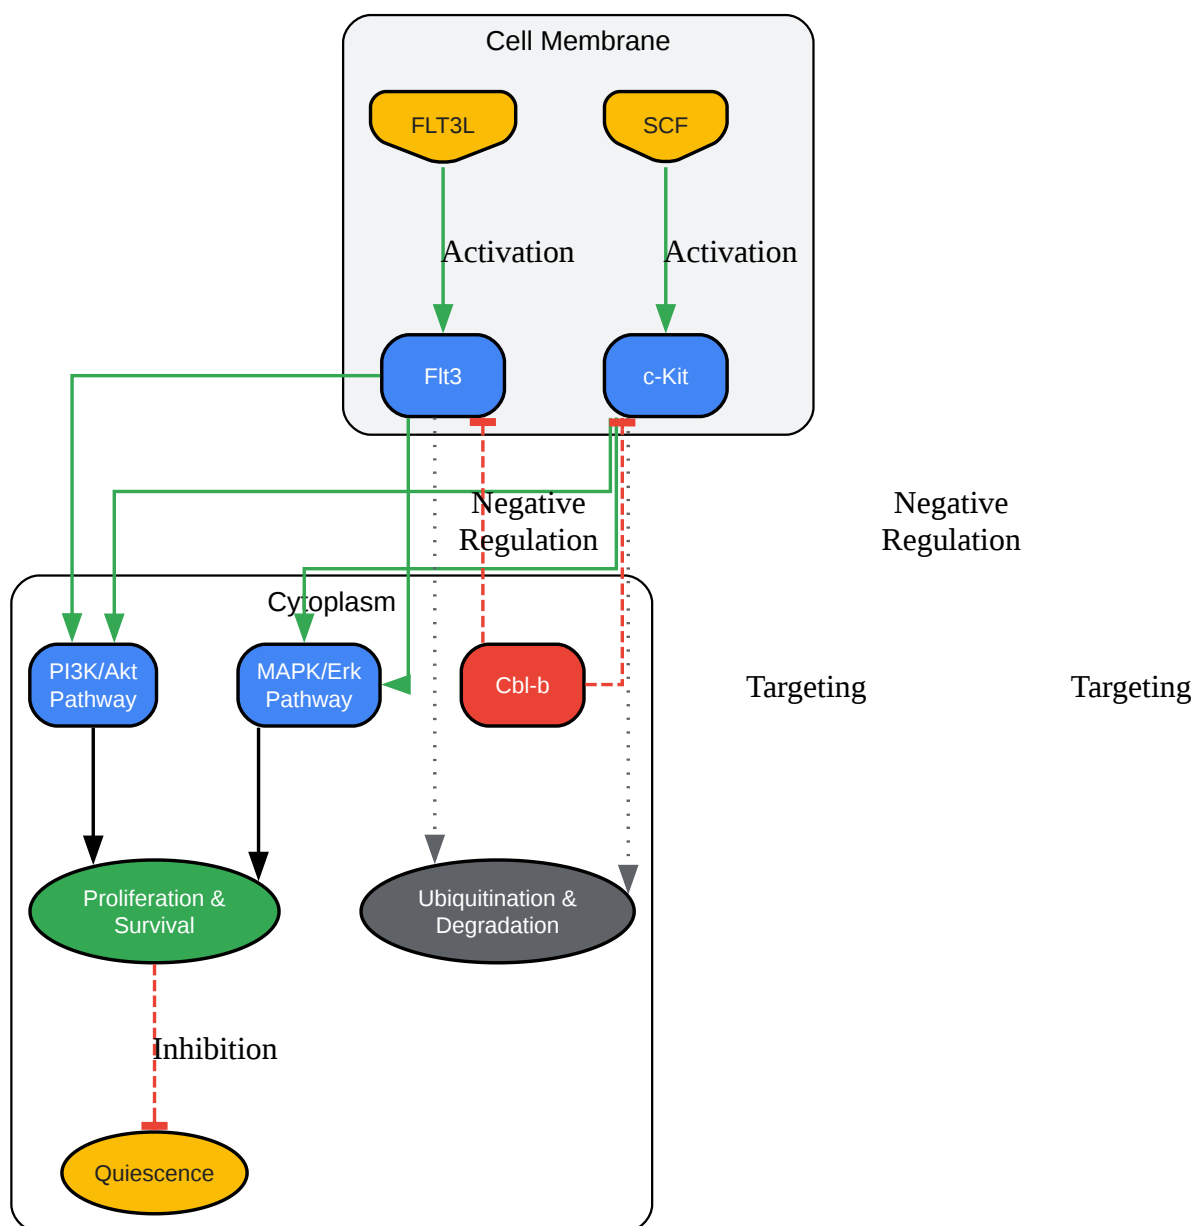 Cell Membrane
FLT3L
SCF
Activation
Activation
Flt3
c-Kit
Negative
Regulation
Negative
Regulation
Cytoplasm
PI3K/Akt
Pathway
MAPK/Erk
Pathway
Cbl-b
Targeting
Targeting
Proliferation &
Survival
Ubiquitination &
Degradation
Inhibition
Quiescence